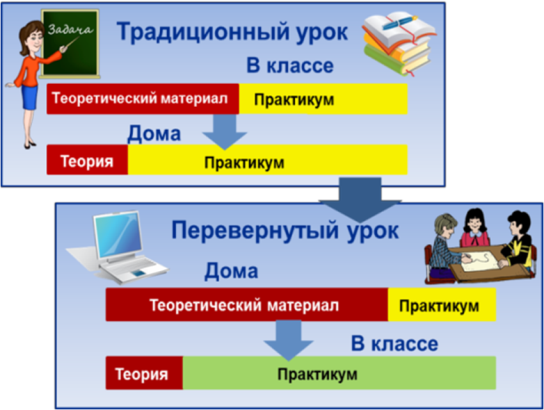 Задача
Традиционный урок
В классе
Теоретический материал Практикум
Дома
Теория Практикум
Перевернутый урок
Дома
Теоретический материал Практикум
В классе
Теория Практикум